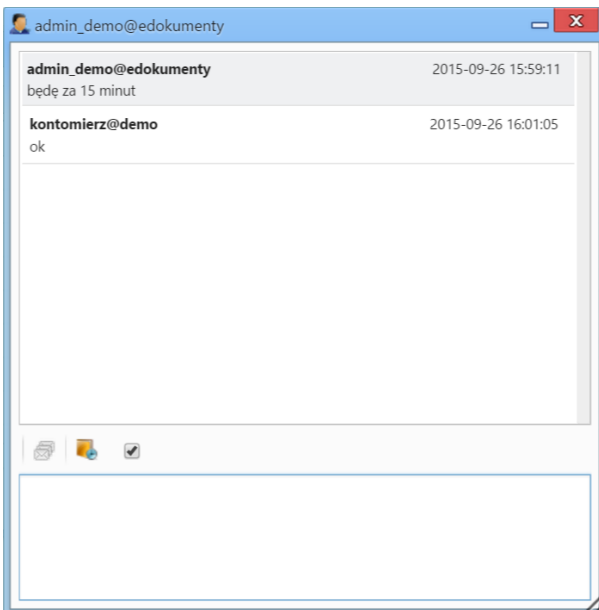 admin_demo@edokumenty
admin_demo@edokumenty 2015-09-26 15:59:11
będę za 15 minut
kontomierz@demo 2015-09-26 16:01:05
ok